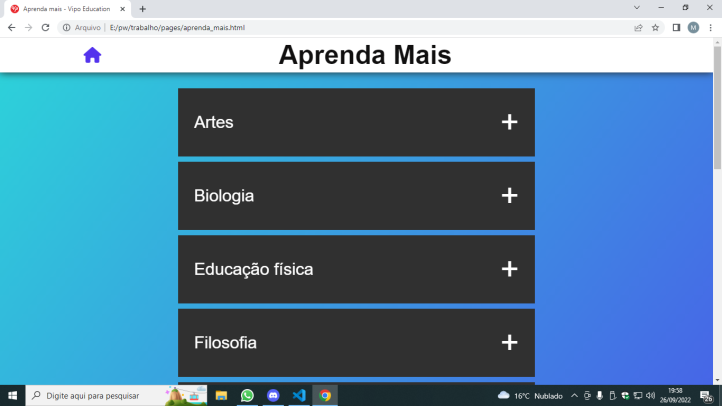 Aprenda mais - Vipo Education
Arquivo | E:/pw/trabalho/pages/aprenda_mais.html
M
Aprenda Mais
Artes
Biologia
Educação física
Filosofia
Digite aqui para pesquisar
16°C Nublado
19:58
26/09/2022
26